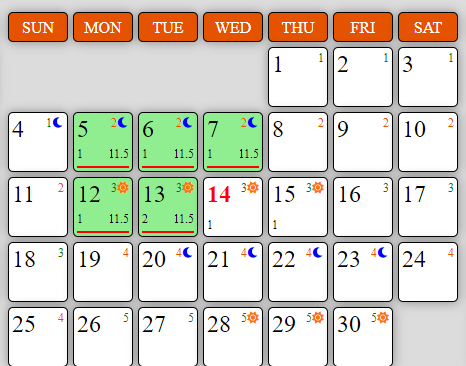 SUN MON TUE WED THU FRI SAT
1 1 2 1 3 1
4 1 5 2 6 2 7 2 8 2 9 2 10 2
1 11.5 1 11.5 1 11.5
11 2 12 3 13 3 14 3 15 3 16 3 17 3
1 11.5 2 11.5 1 1
18 3 19 4 20 4 21 4 22 4 23 4 24 4
25 4 26 5 27 5 28 5 29 5 30 5